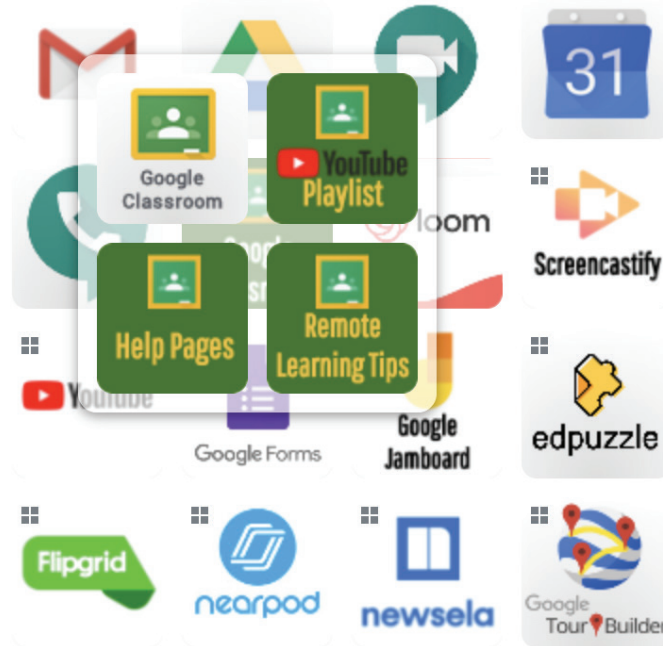 31
Google
Classroom
YouTube
Playlist
loom
Screencastify
Help Pages
Remote
Learning Tips
YouTube
Google Forms
Google
Jamboard
edpuzzle
Flipgrid
nearpod
newsela
Google
Tour Builder